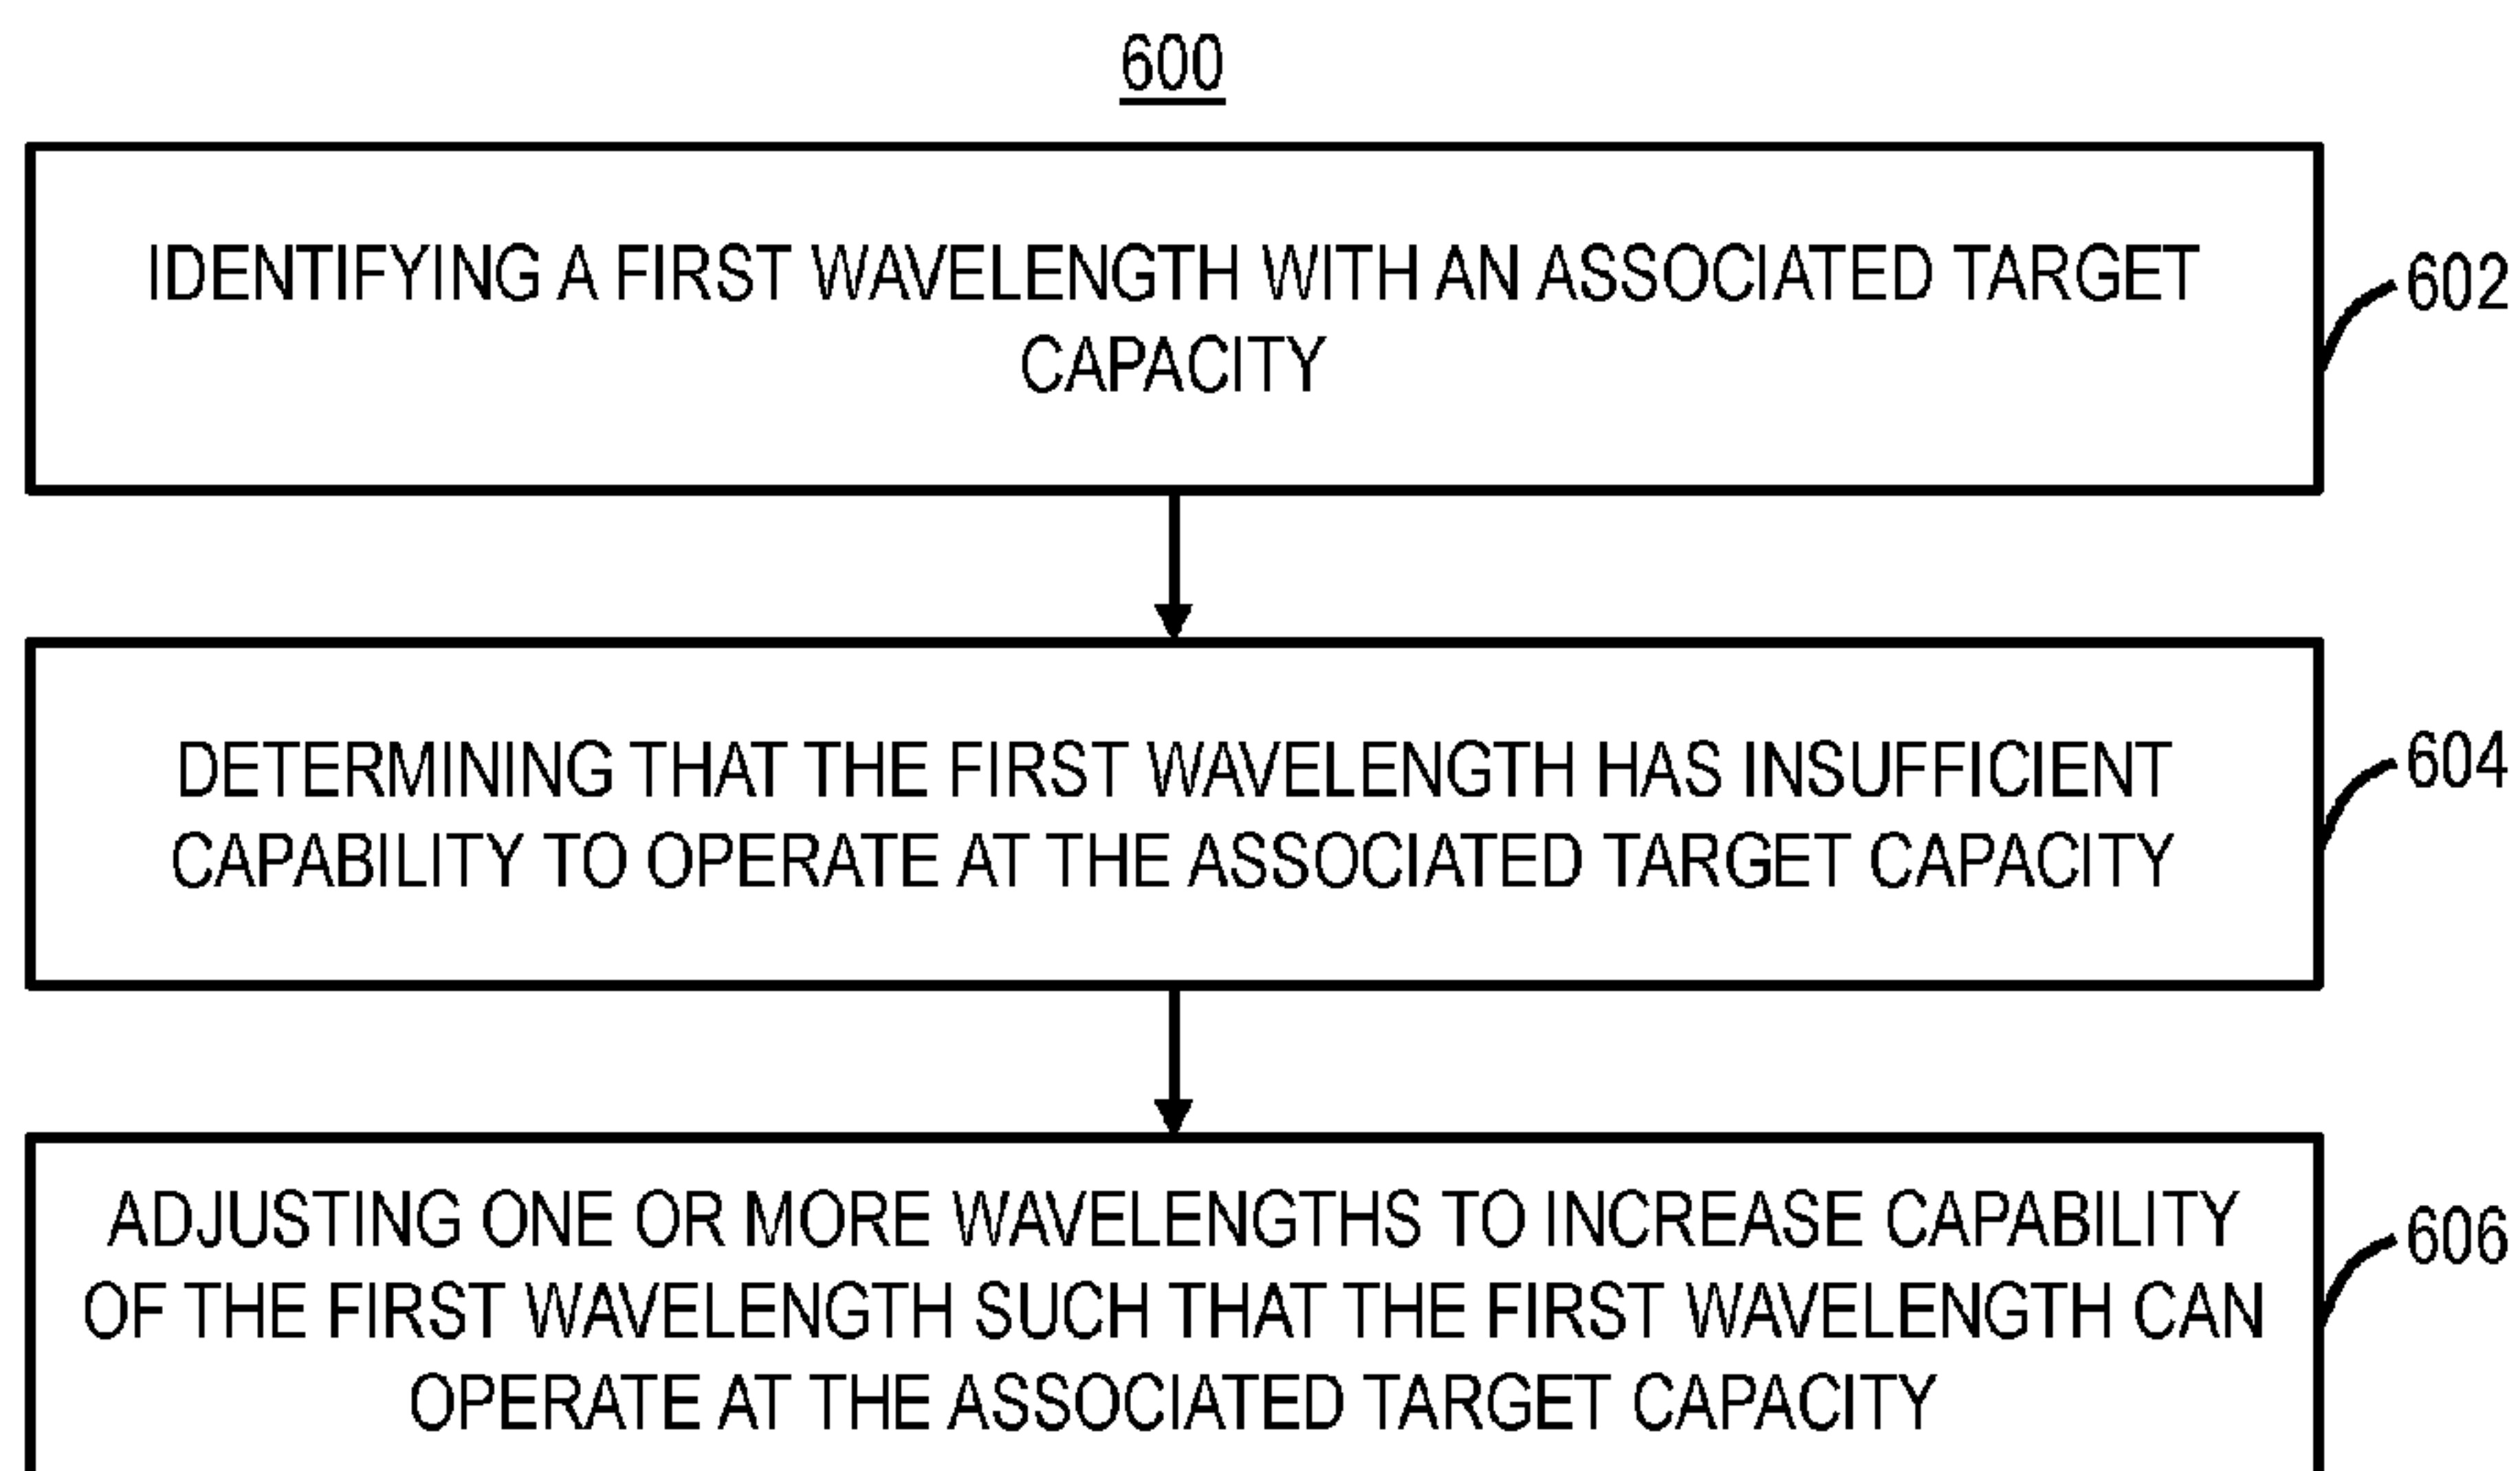 600
IDENTIFYING A FIRST WAVELENGTH WITH AN ASSOCIATED TARGET
CAPACITY
602
DETERMINING THAT THE FIRST WAVELENGTH HAS INSUFFICIENT
CAPABILITY TO OPERATE AT THE ASSOCIATED TARGET CAPACITY
604
ADJUSTING ONE OR MORE WAVELENGTHS TO INCREASE CAPABILITY
OF THE FIRST WAVELENGTH SUCH THAT THE FIRST WAVELENGTH CAN
OPERATE AT THE ASSOCIATED TARGET CAPACITY
606